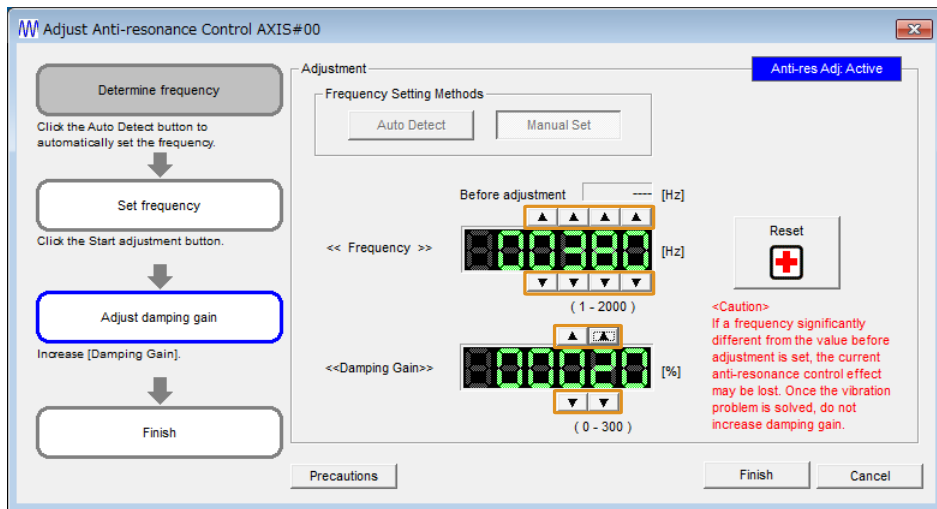 Adjust Anti-resonance Control AXIS#00
Determine frequency
Click the Auto Detect button to
automatically set the frequency.
Set frequency
Click the Start adjustment button.
Adjust damping gain
Increase [Damping Gain].
Finish
Adjustment
Anti-res Adj: Active
Frequency Setting Methods
Auto Detect
Manual Set
Before adjustment ---- [Hz]
<< Frequency >> 00380 [Hz]
( 1 - 2000 )
<<Damping Gain>> 00020 [%]
( 0 - 300 )
Reset
<Caution>
If a frequency significantly
different from the value before
adjustment is set, the current
anti-resonance control effect
may be lost. Once the vibration
problem is solved, do not
increase damping gain.
Precautions
Finish
Cancel